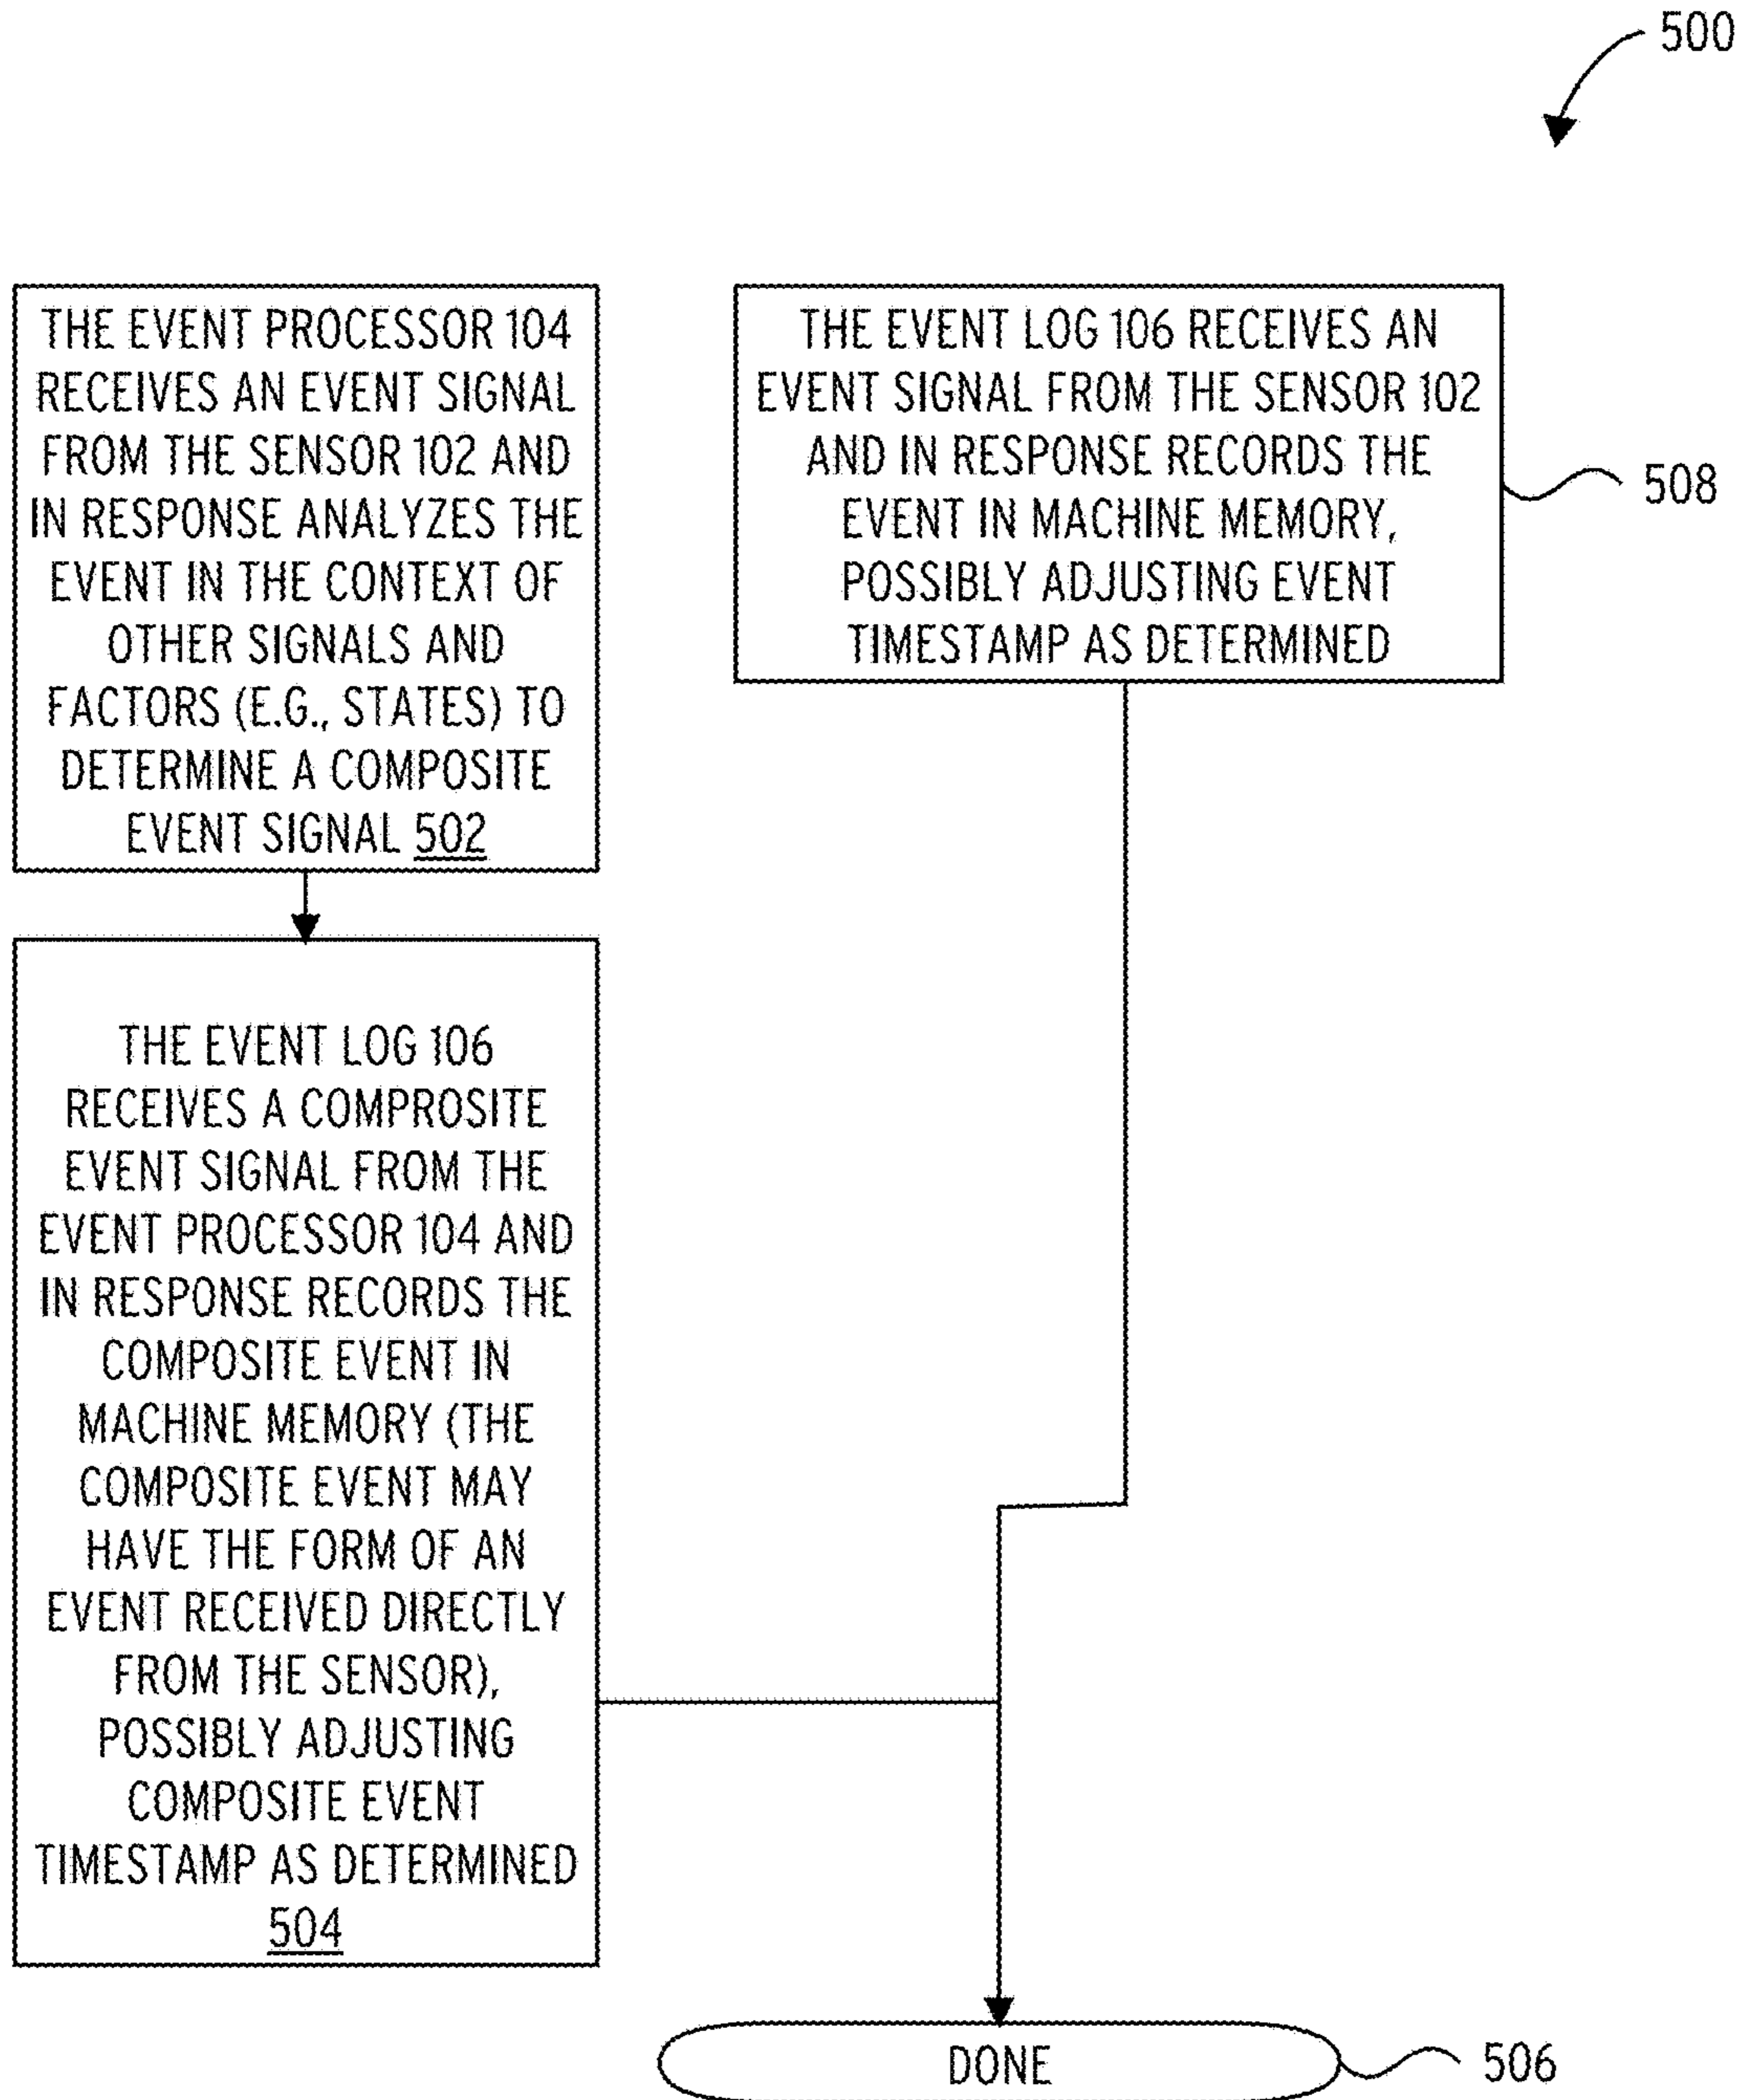 500
THE EVENT PROCESSOR 104
RECEIVES AN EVENT SIGNAL
FROM THE SENSOR 102 AND
IN RESPONSE ANALYZES THE
EVENT IN THE CONTEXT OF
OTHER SIGNALS AND
FACTORS (E.G., STATES) TO
DETERMINE A COMPOSITE
EVENT SIGNAL 502
THE EVENT LOG 106 RECEIVES AN
EVENT SIGNAL FROM THE SENSOR 102
AND IN RESPONSE RECORDS THE
EVENT IN MACHINE MEMORY,
POSSIBLY ADJUSTING EVENT
TIMESTAMP AS DETERMINED
508
THE EVENT LOG 106
RECEIVES A COMPROSITE
EVENT SIGNAL FROM THE
EVENT PROCESSOR 104 AND
IN RESPONSE RECORDS THE
COMPOSITE EVENT IN
MACHINE MEMORY (THE
COMPOSITE EVENT MAY
HAVE THE FORM OF AN
EVENT RECEIVED DIRECTLY
FROM THE SENSOR),
POSSIBLY ADJUSTING
COMPOSITE EVENT
TIMESTAMP AS DETERMINED
504
DONE
506